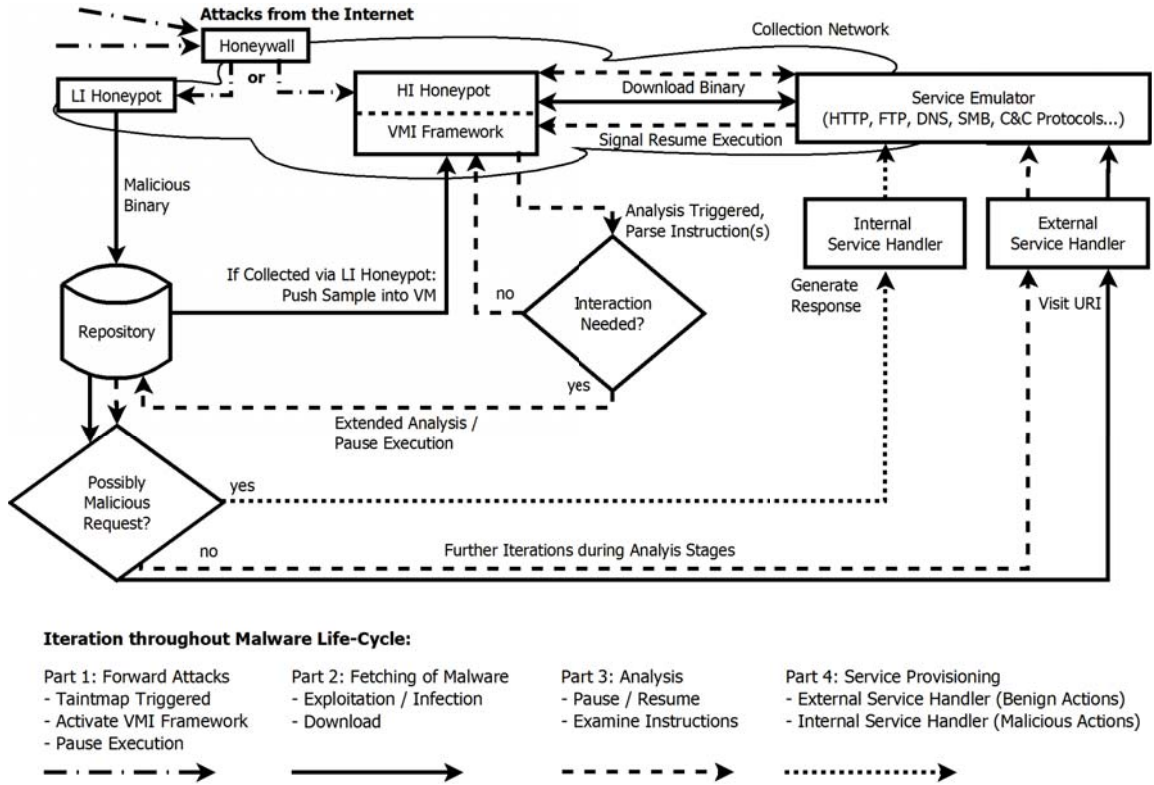 Attacks from the Internet
Honeywall
Collection Network
or
LI Honeypot
HI Honeypot
VMI Framework
Download Binary
Signal Resume Execution
Service Emulator
(HTTP, FTP, DNS, SMB, C&C Protocols...)
Malicious
Binary
Analysis Triggered,
Parse Instruction(s)
Internal
Service Handler
External
Service Handler
If Collected via LI Honeypot:
Push Sample into VM
Generate
Response
Visit URI
Repository
no
Interaction
Needed?
yes
Extended Analysis /
Pause Execution
Possibly
Malicious
Request?
yes
no
Further Iterations during Analyis Stages
Iteration throughout Malware Life-Cycle:
Part 1: Forward Attacks
- Taintmap Triggered
- Activate VMI Framework
- Pause Execution
Part 2: Fetching of Malware
- Exploitation / Infection
- Download
Part 3: Analysis
- Pause / Resume
- Examine Instructions
Part 4: Service Provisioning
- External Service Handler (Benign Actions)
- Internal Service Handler (Malicious Actions)